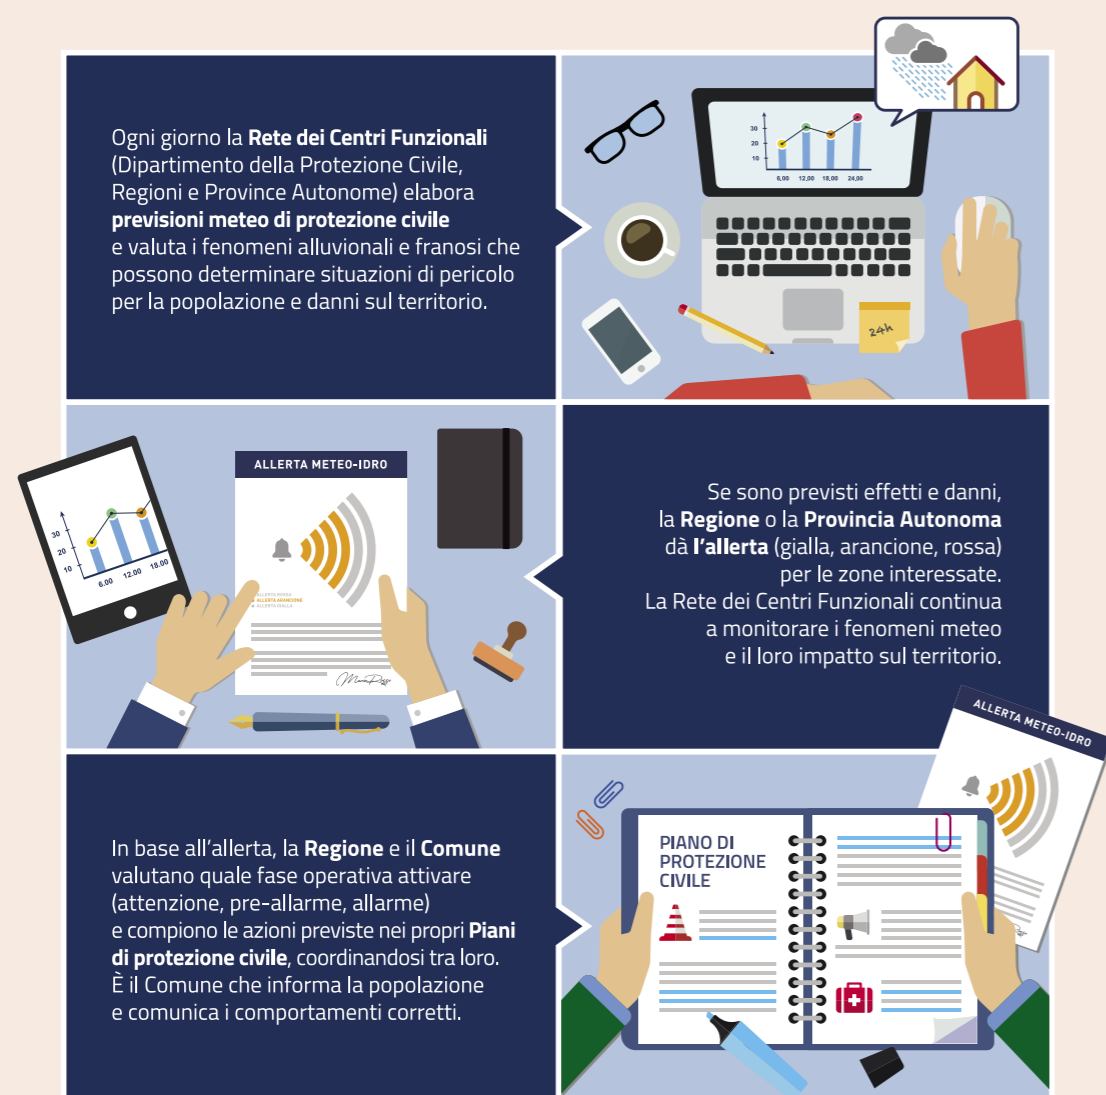 Ogni giorno la Rete dei Centri Funzionali
(Dipartimento della Protezione Civile,
Regioni e Province Autonome) elabora
previsioni meteo di protezione civile
e valuta i fenomeni alluvionali e franosi che
possono determinare situazioni di pericolo
per la popolazione e danni sul territorio.
30
20
10
6,00 12,00 18,00 24,00
24h
30
20
10
6.00 12.00 18.00
ALLERTA METEO-IDRO
ALLERTA ROSSA
ALLERTA ARANCIONE
ALLERTA GIALLA
Se sono previsti effetti e danni,
la Regione o la Provincia Autonoma
dà l'allerta (gialla, arancione, rossa)
per le zone interessate.
La Rete dei Centri Funzionali continua
a monitorare i fenomeni meteo
e il loro impatto sul territorio.
ALLERTA METEO-IDRO
In base all'allerta, la Regione e il Comune
valutano quale fase operativa attivare
(attenzione, pre-allarme, allarme)
e compiono le azioni previste nei propri Piani
di protezione civile, coordinandosi tra loro.
È il Comune che informa la popolazione
e comunica i comportamenti corretti.
PIANO DI
PROTEZIONE
CIVILE